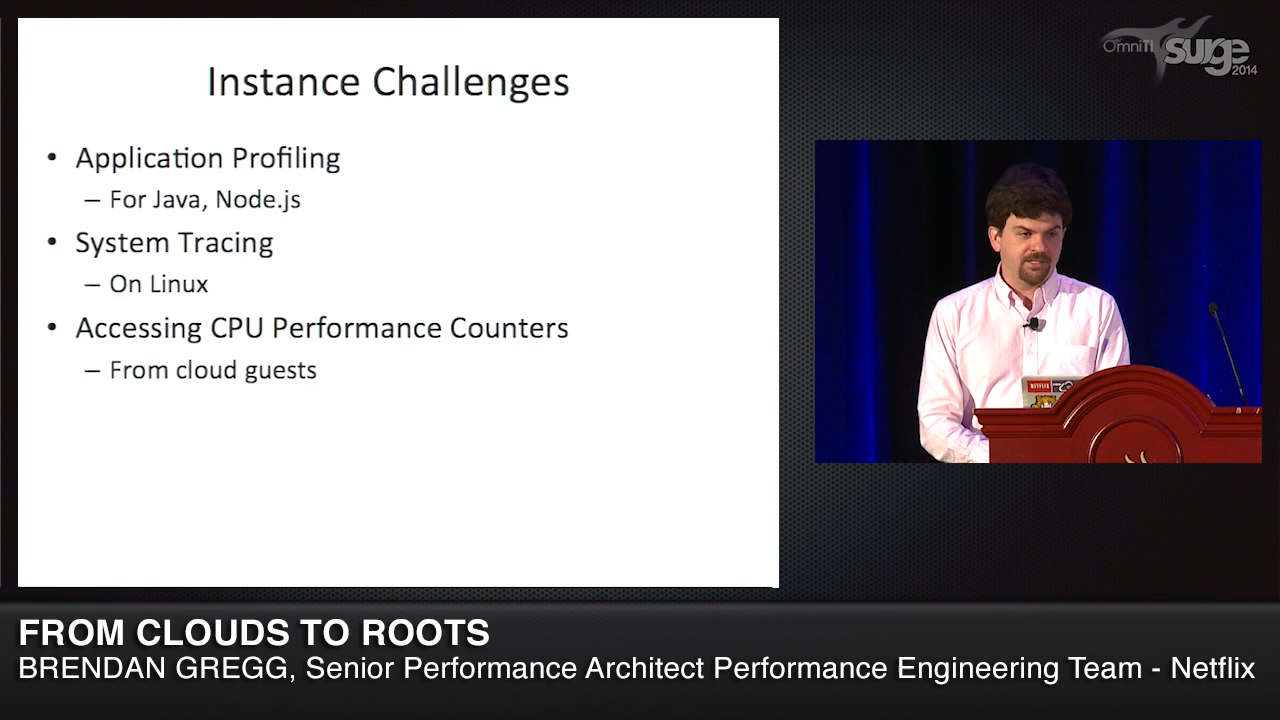 Instance Challenges
• Application Profiling
– For Java, Node.js
• System Tracing
– On Linux
• Accessing CPU Performance Counters
– From cloud guests
OmniTI surge
2014
NETFLIX
FROM CLOUDS TO ROOTS
BRENDAN GREGG, Senior Performance Architect Performance Engineering Team - Netflix